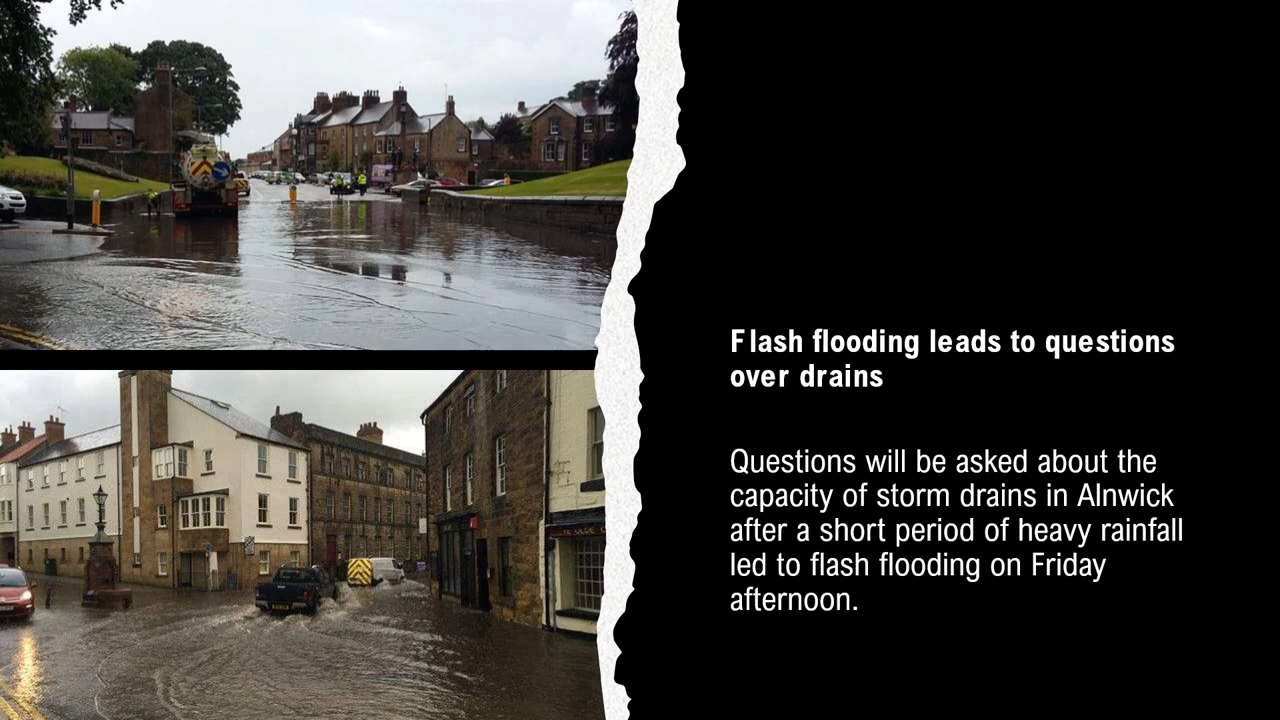 Flash flooding leads to questions
over drains
Questions will be asked about the
capacity of storm drains in Alnwick
after a short period of heavy rainfall
led to flash flooding on Friday
afternoon.